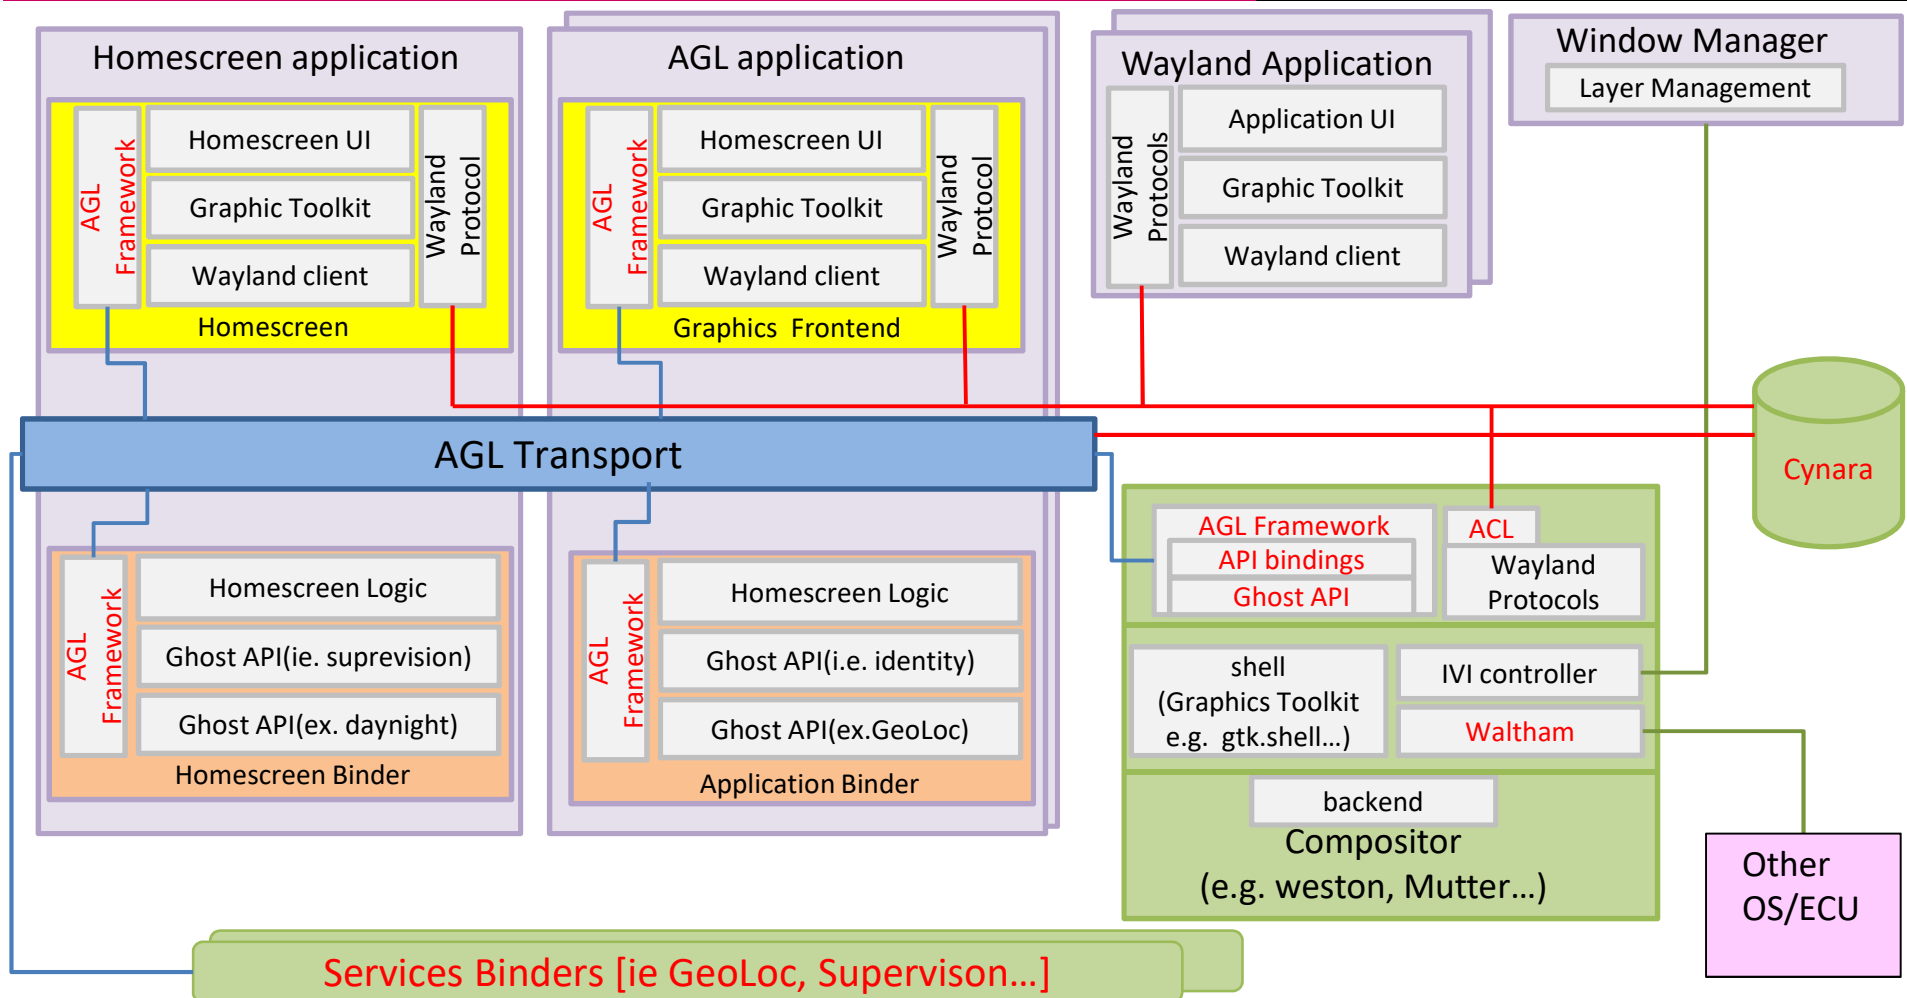 Homescreen application
AGL
Framework
Homescreen UI
Graphic Toolkit
Wayland client
Wayland
Protocol
Homescreen
AGL application
AGL
Framework
Homescreen UI
Graphic Toolkit
Wayland client
Wayland
Protocol
Graphics  Frontend
Wayland Application
Wayland
Protocols
Application UI
Graphic Toolkit
Wayland client
Window Manager
Layer Management
AGL Transport
Cynara
AGL
Framework
Homescreen Logic
Ghost API(ie. suprevision)
Ghost API(ex. daynight)
Homescreen Binder
AGL
Framework
Homescreen Logic
Ghost API(i.e. identity)
Ghost API(ex.GeoLoc)
Application Binder
AGL Framework
API bindings
Ghost API
ACL
Wayland
Protocols
shell
(Graphics Toolkit
e.g.  gtk.shell...)
IVI controller
Waltham
backend
Compositor
(e.g. weston, Mutter...)
Other
OS/ECU
Services Binders [ie GeoLoc, Supervison...]